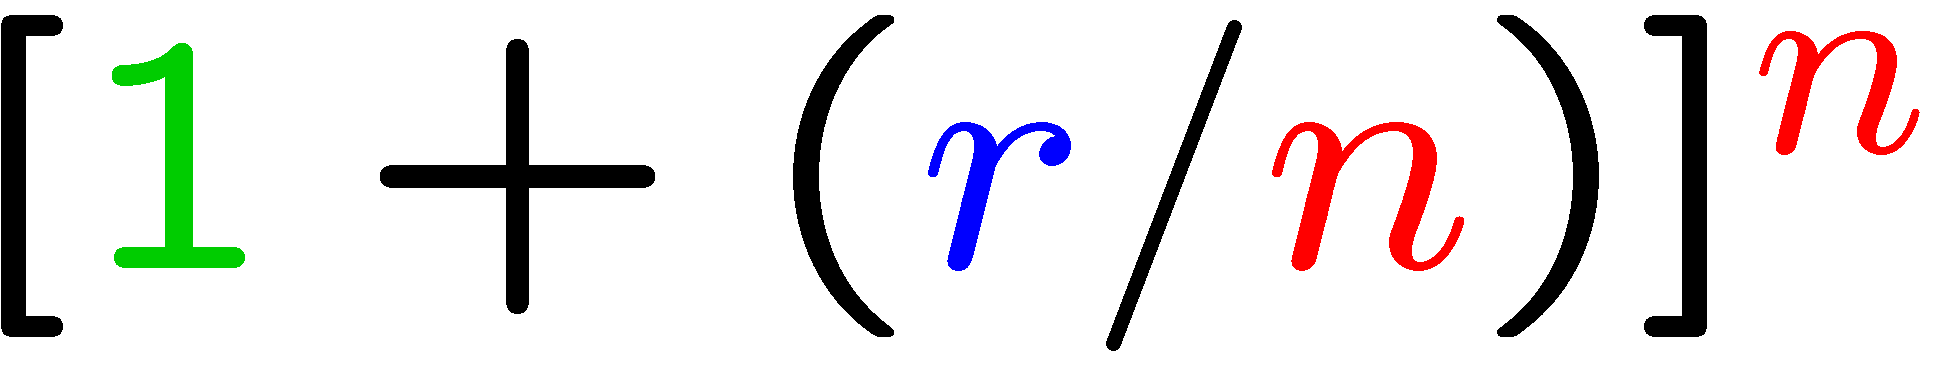 [1 + (r/n)]ⁿ